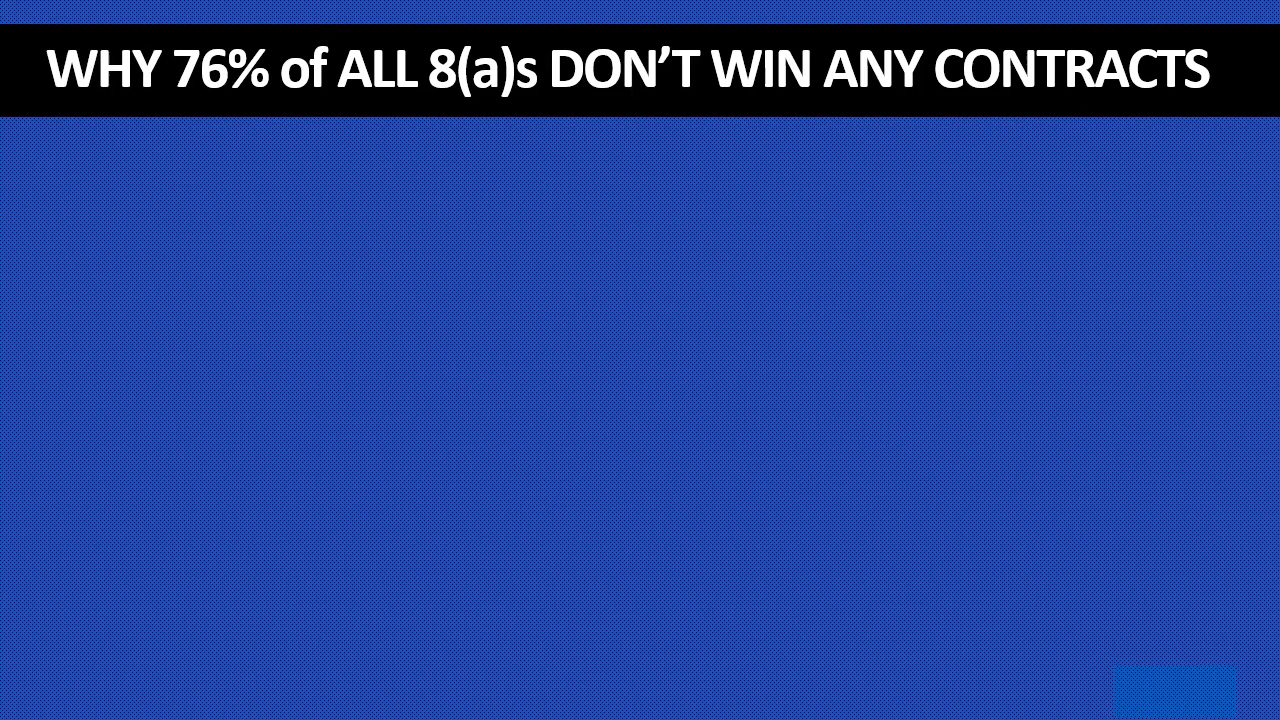 WHY 76% of ALL 8(a)s DON’T WIN ANY CONTRACTS